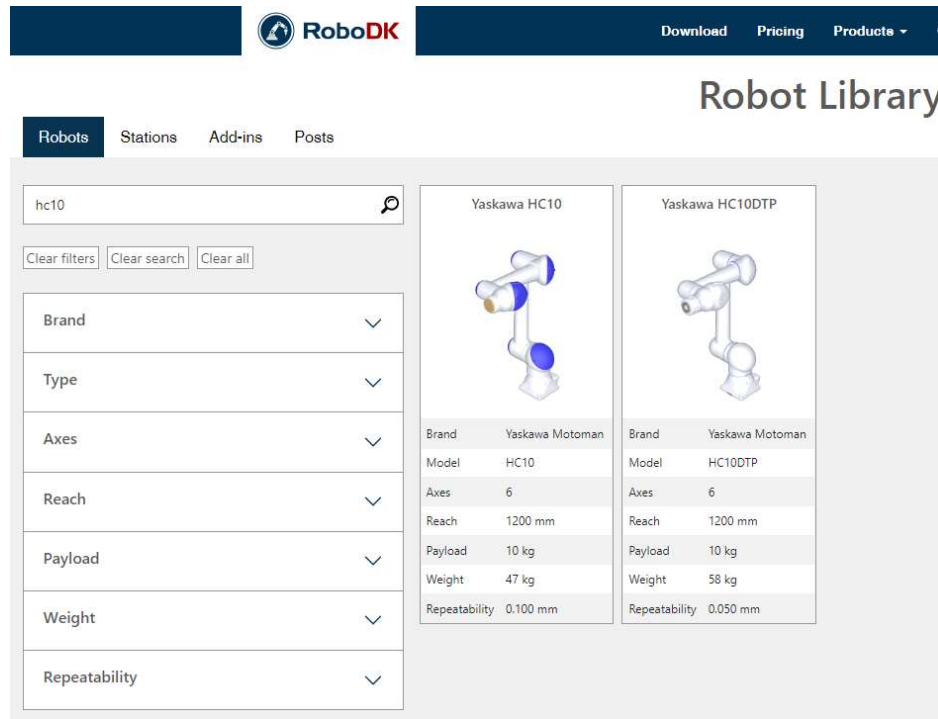 RoboDK
Download Pricing Products
Robot Library
Robots Stations Add-ins Posts
hc10
Clear filters Clear search Clear all
Brand
Type
Axes
Reach
Payload
Weight
Repeatability
Yaskawa HC10
Brand Yaskawa Motoman
Model HC10
Axes 6
Reach 1200 mm
Payload 10 kg
Weight 47 kg
Repeatability 0.100 mm
Yaskawa HC10DTP
Brand Yaskawa Motoman
Model HC10DTP
Axes 6
Reach 1200 mm
Payload 10 kg
Weight 58 kg
Repeatability 0.050 mm